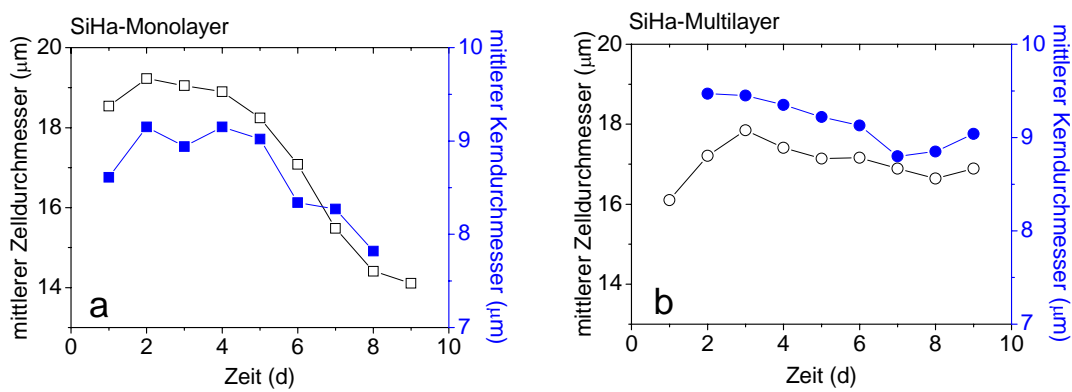 SiHa-Monolayer
mittlerer Zelldurchmesser (μm)
20
18
16
14
10
9
8
7
mittlerer Kerndurchmesser (μm)
a
0 2 4 6 8 10
Zeit (d)
SiHa-Multilayer
mittlerer Zelldurchmesser (μm)
20
18
16
14
10
9
8
7
mittlerer Kerndurchmesser (μm)
b
0 2 4 6 8 10
Zeit (d)